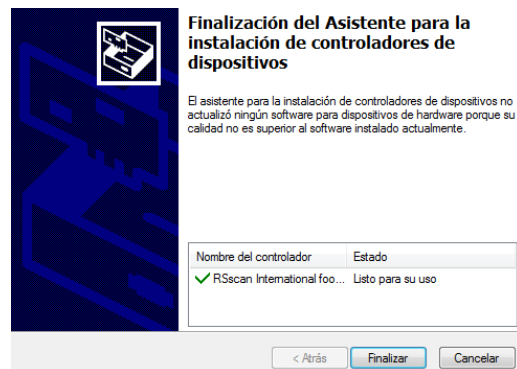 Finalización del Asistente para la
instalación de controladores de
dispositivos
El asistente para la instalación de controladores de dispositivos no
actualizó ningún software para dispositivos de hardware porque su
calidad no es superior al software instalado actualmente.
Nombre del controlador Estado
RSscan International foo... Listo para su uso
< Atrás Finalizar Cancelar